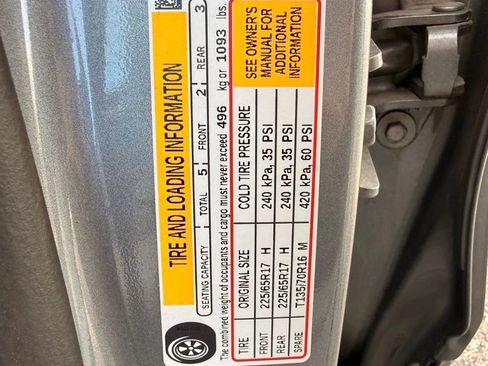 TIRE AND LOADING INFORMATION
SEATING CAPACITY TOTAL 5 FRONT 2 REAR 3
The combined weight of occupants and cargo must never exceed 496 kg or 1093 lbs.
TIRE ORIGINAL SIZE COLD TIRE PRESSURE
FRONT 225/65R17 H 240 kPa, 35 PSI
REAR 225/65R17 H 240 kPa, 35 PSI
SPARE T135/70R16 M 420 kPa, 60 PSI
SEE OWNER'S
MANUAL FOR
ADDITIONAL
INFORMATION